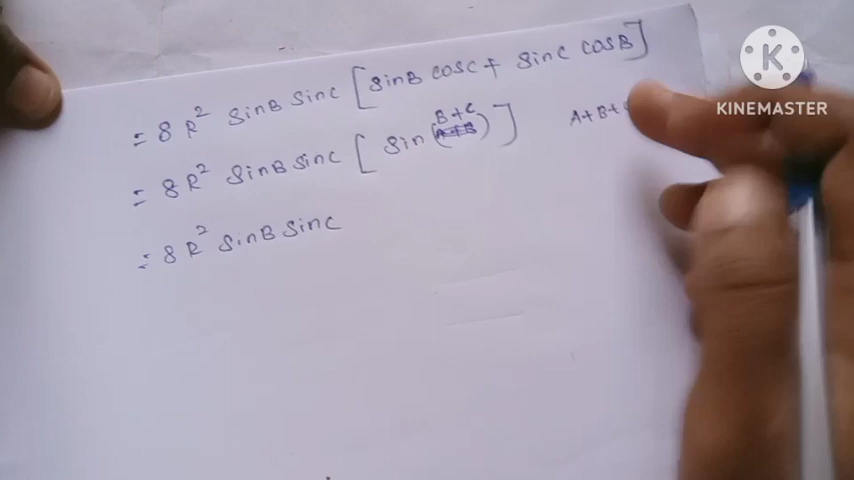 = 8 R² SinB SinC [SinB COSC + SinC COSB]
= 8 R² SinB SinC [Sin(B+C)] A+B+
= 8 R² SinB SinC
KINEMASTER